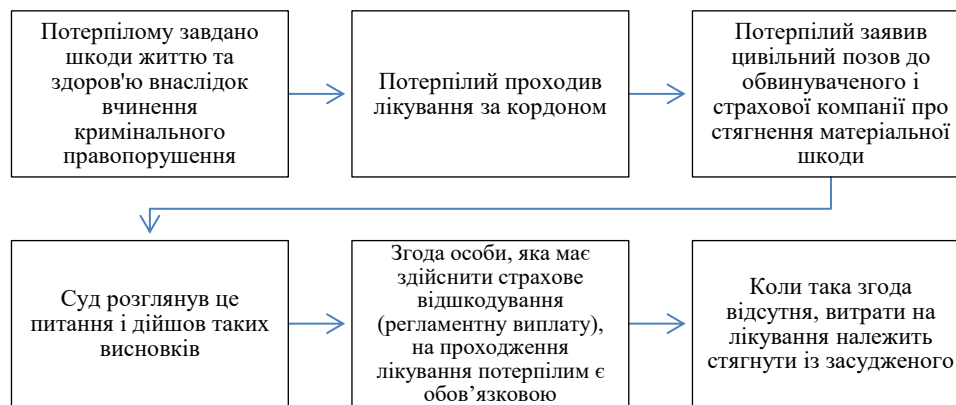 Потерпілому завдано
шкоди життю та
здоров'ю внаслідок
вчинення
кримінального
правопорушення
Потерпілий проходив
лікування за кордоном
Потерпілий заявив
цивільний позов до
обвинуваченого і
страхової компанії про
стягнення матеріальної
шкоди
Суд розглянув це
питання і дійшов таких
висновків
Згода особи, яка має
здійснити страхове
відшкодування
(регламентну виплату),
на проходження
лікування потерпілим є
обов’язковою
Коли така згода
відсутня, витрати на
лікування належить
стягнути із засудженого